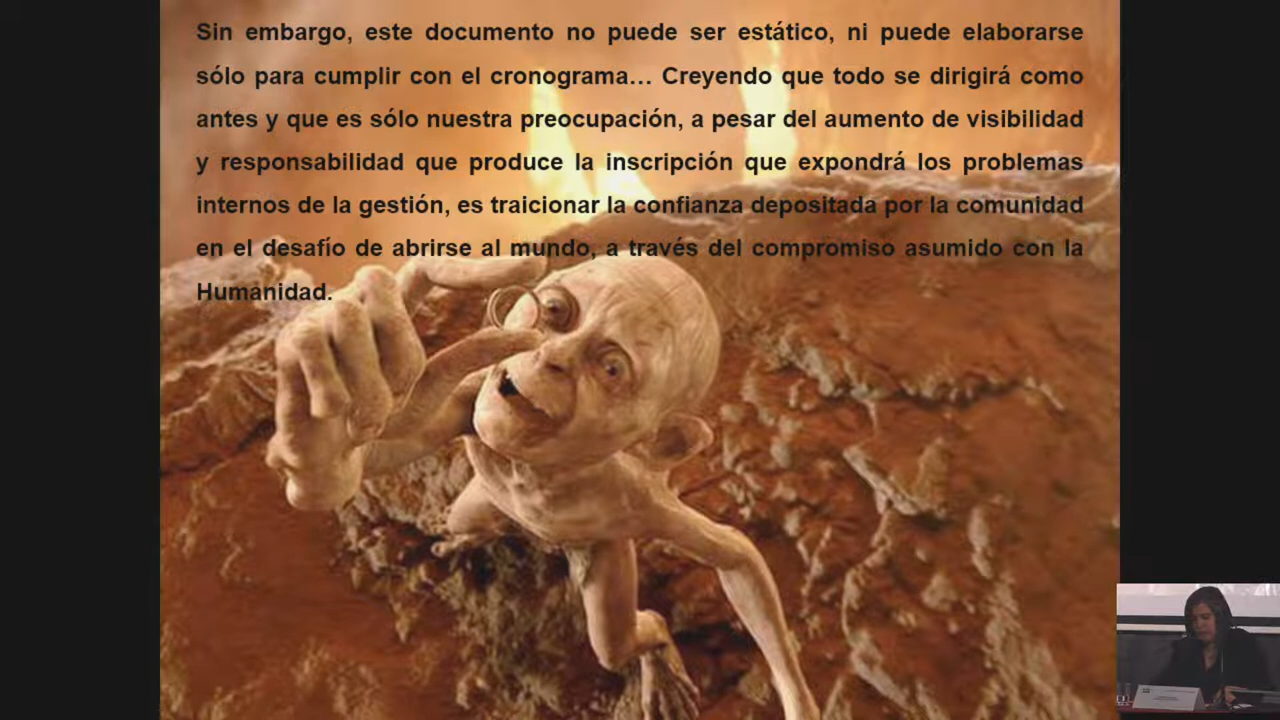 Sin embargo, este documento no puede ser estático, ni puede elaborarse
sólo para cumplir con el cronograma… Creyendo que todo se dirigirá como
antes y que es sólo nuestra preocupación, a pesar del aumento de visibilidad
y responsabilidad que produce la inscripción que expondrá los problemas
internos de la gestión, es traicionar la confianza depositada por la comunidad
en el desafío de abrirse al mundo, a través del compromiso asumido con la
Humanidad.